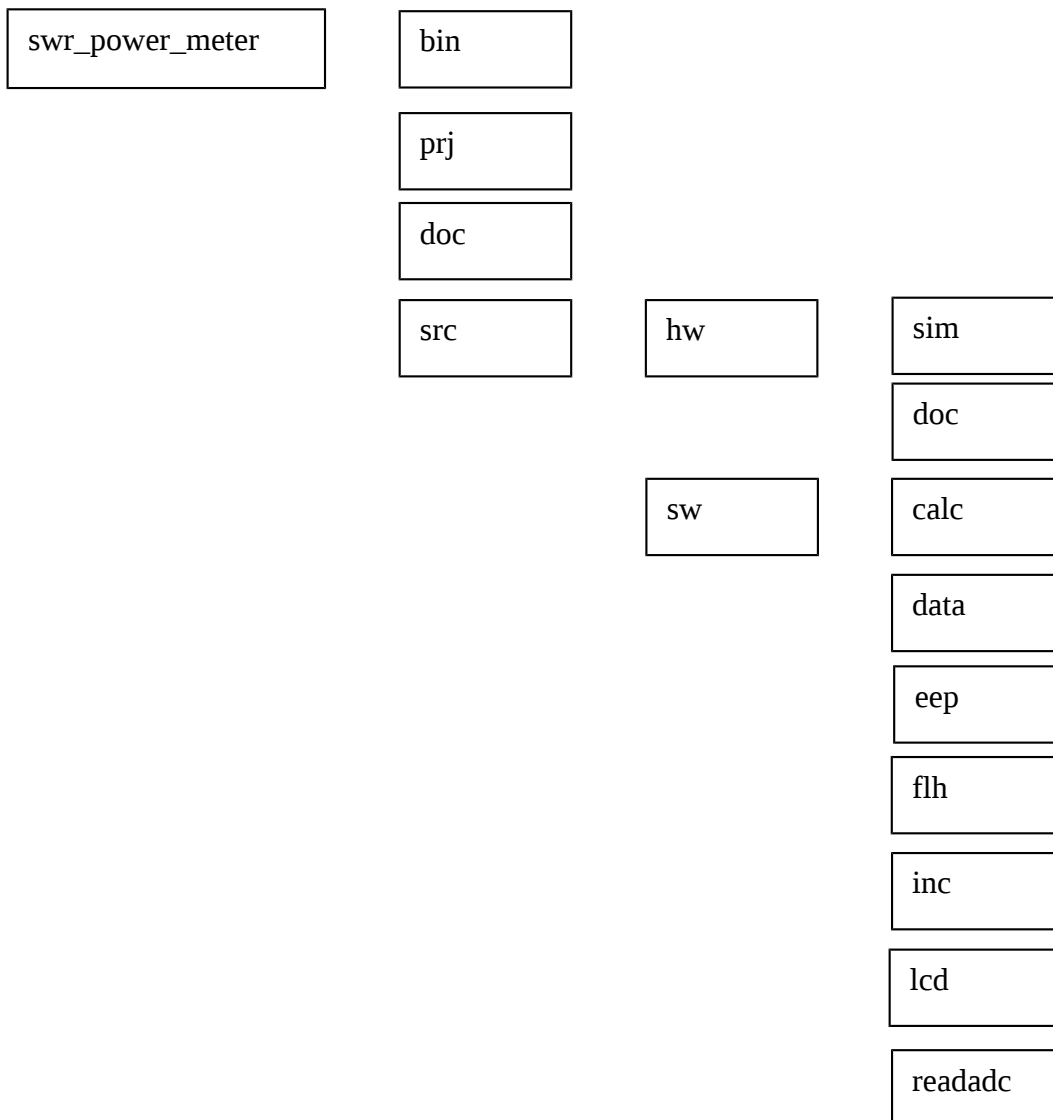 swr_power_meter
bin
prj
doc
src
hw
sim
doc
sw
calc
data
eep
flh
inc
lcd
readadc